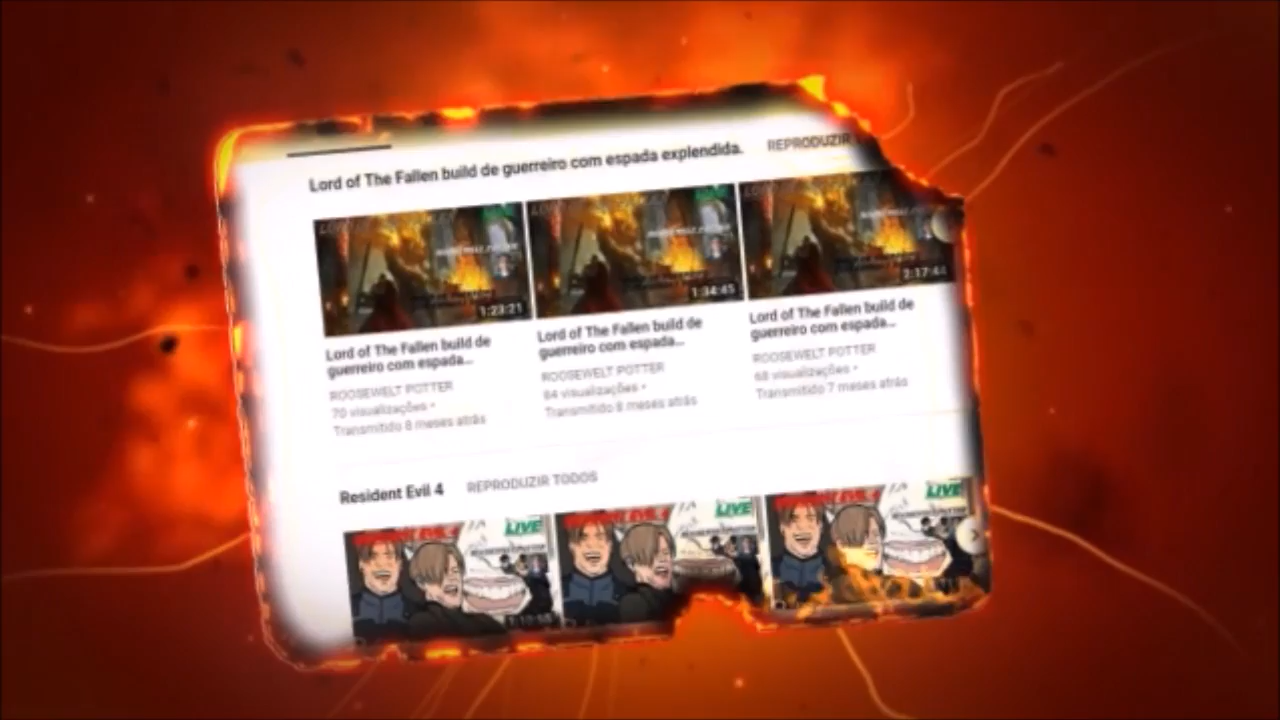 Lord of The Fallen build de guerreiro com espada explendida. REPRODUZIR
1:23:21
1:34:45
2:17:44
Lord of The Fallen build de
guerreiro com espada...
ROOSEWELT POTTER
70 visualizações •
Transmitido 8 meses atrás
Lord of The Fallen build de
guerreiro com espada...
ROOSEWELT POTTER
84 visualizações •
Transmitido 8 meses atrás
Lord of The Fallen build de
guerreiro com espada...
ROOSEWELT POTTER
68 visualizações •
Transmitido 7 meses atrás
Resident Evil 4 REPRODUZIR TODOS
LIVE
LIVE
LIVE